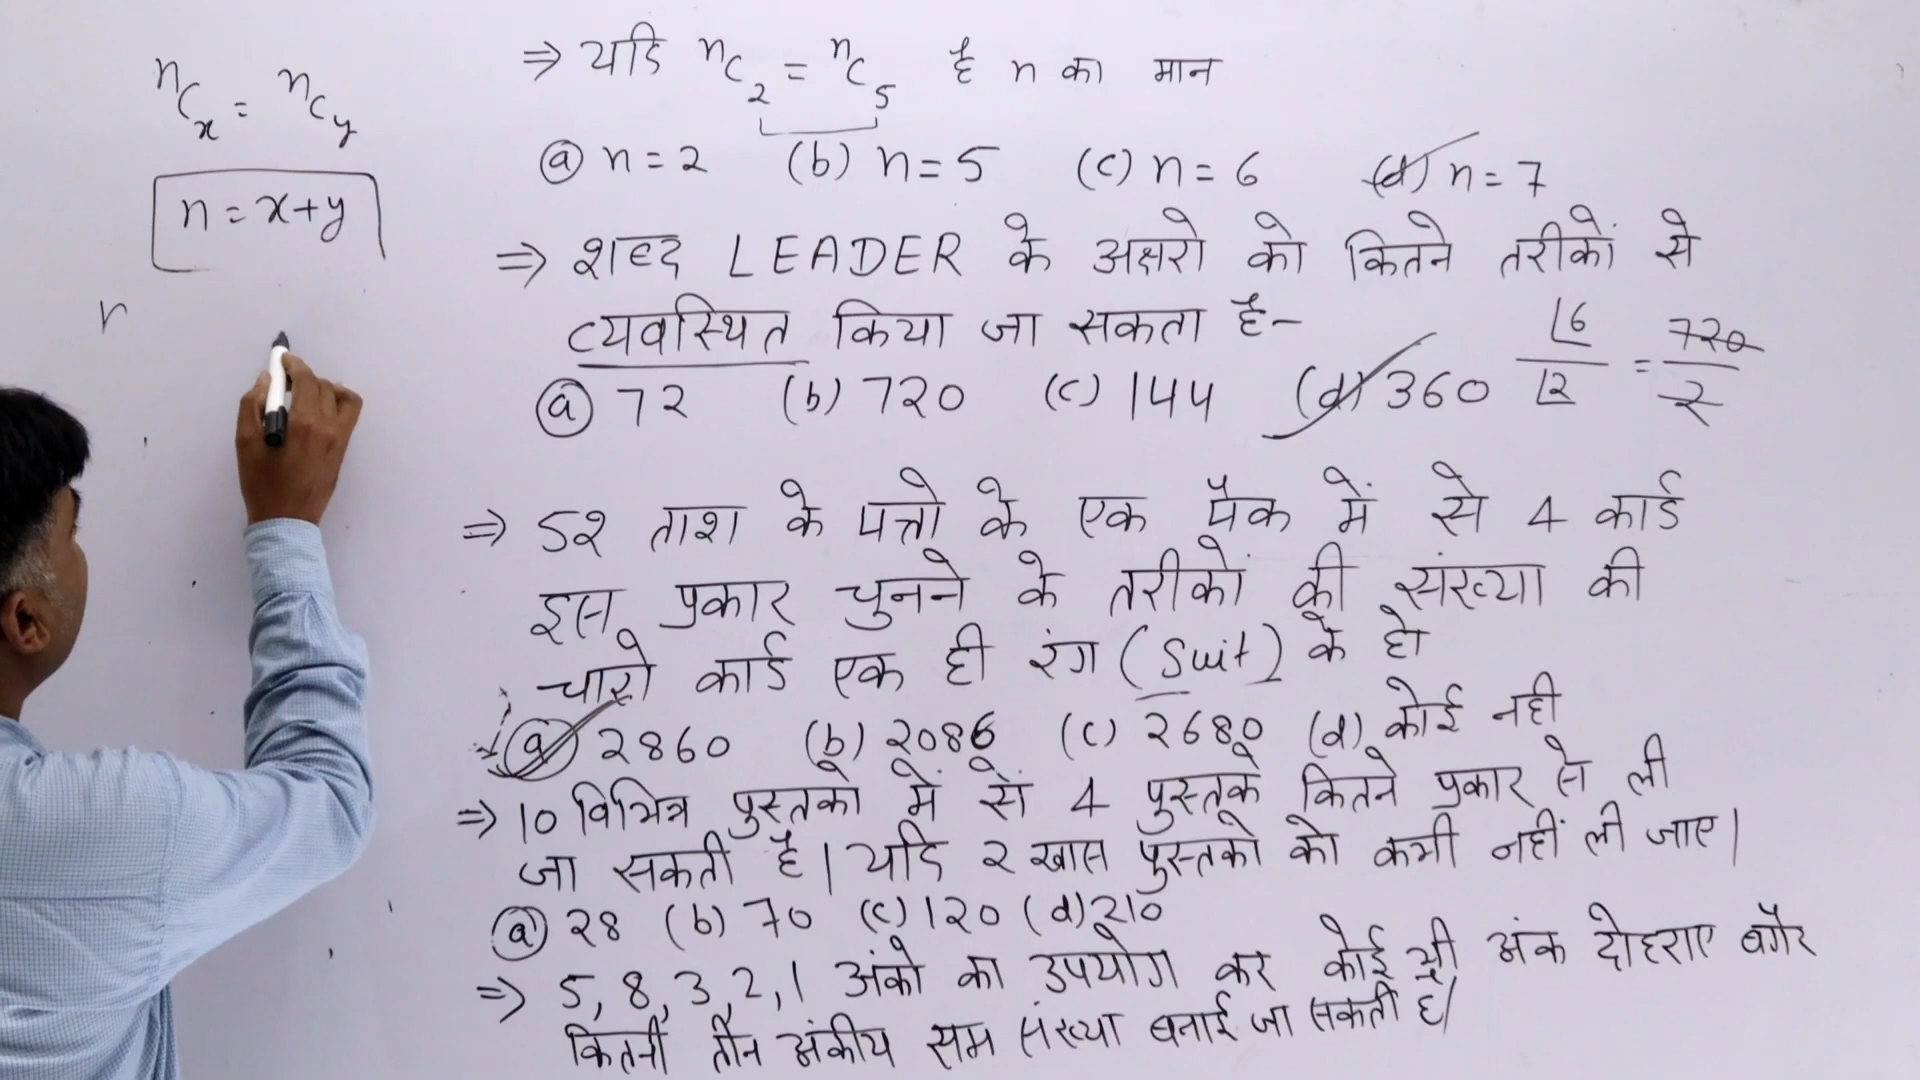 nCx = nCy
n = x+y
r
⇒ यदि nC2 = nC5 है n का मान
(a) n = 2 (b) n = 5 (c) n = 6 (d) n = 7
⇒ शब्द LEADER के अक्षरो को कितने तरीकों से
व्यवस्थित किया जा सकता है-
(a) 72 (b) 720 (c) 144 (d) 360 ⌊6/⌊2 = 720/2
⇒ 52 ताश के पत्तो के एक पैक में से 4 कार्ड
इस प्रकार चुनने के तरीकों की संख्या की
चारो कार्ड एक ही रंग (Suit) के हो
(a) 2860 (b) 2086 (c) 2680 (d) कोई नही
⇒ 10 विभिन्न पुस्तको में से 4 पुस्तके कितने प्रकार से ली
जा सकती है। यदि 2 खास पुस्तको को कभी नहीं ली जाए।
(a) 28 (b) 70 (c) 120 (d) 210
⇒ 5, 8, 3, 2, 1 अंको का उपयोग कर कोई भी अंक दोहराए बगैर
कितनी तीन अंकीय सम संख्या बनाई जा सकती है।